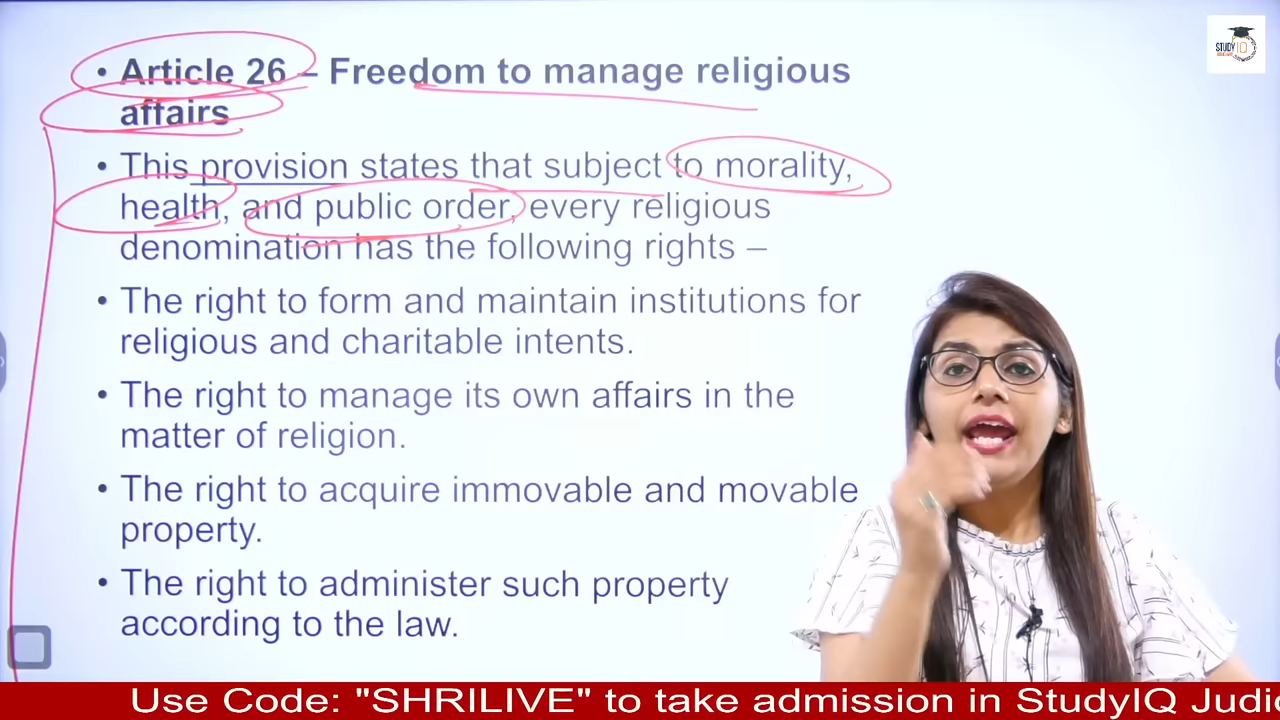 STUDY IQ
• Article 26 – Freedom to manage religious
affairs
• This provision states that subject to morality,
health, and public order, every religious
denomination has the following rights –
• The right to form and maintain institutions for
religious and charitable intents.
• The right to manage its own affairs in the
matter of religion.
• The right to acquire immovable and movable
property.
• The right to administer such property
according to the law.
Use Code: "SHRILIVE" to take admission in StudyIQ Judic